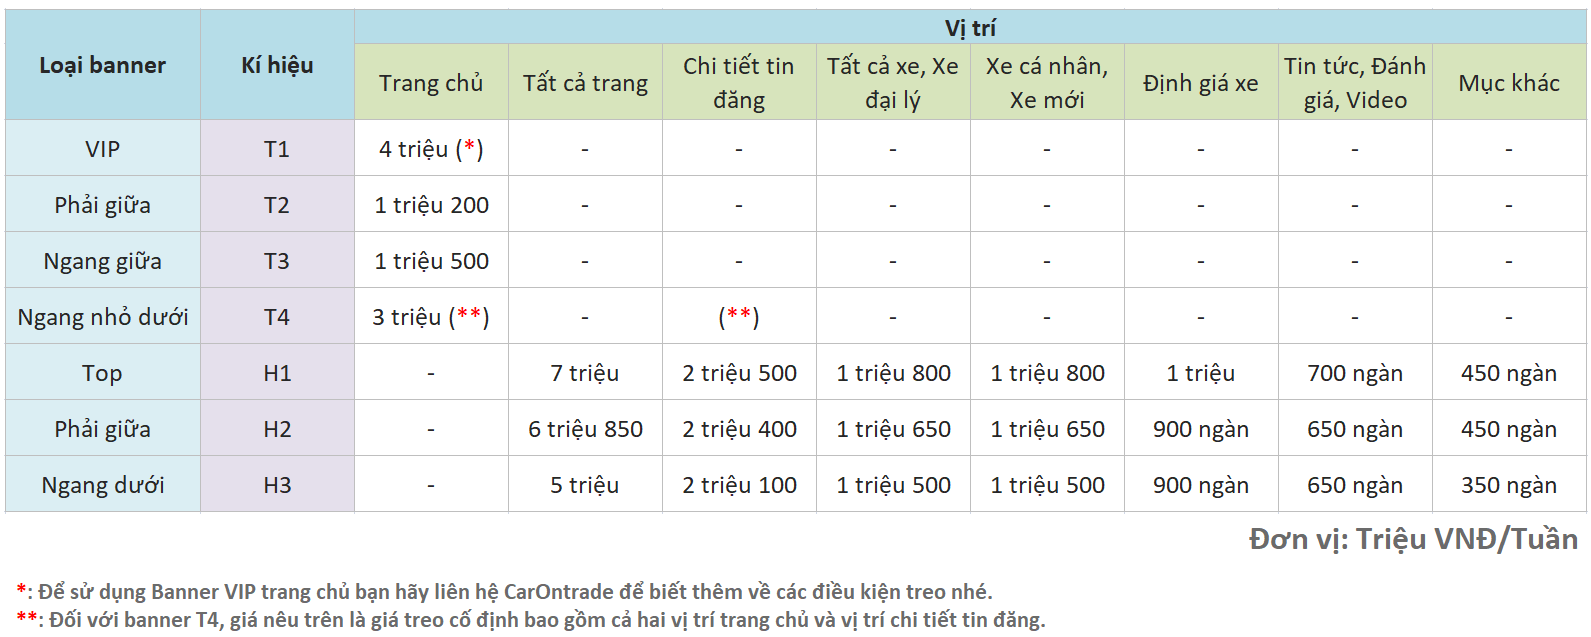 Loại banner
Kí hiệu
Vị trí
Trang chủ
Tất cả trang
Chi tiết tin
đăng
Tất cả xe, Xe
đại lý
Xe cá nhân,
Xe mới
Định giá xe
Tin tức, Đánh
giá, Video
Mục khác
VIP T1 4 triệu (*) - - - - - - -
Phải giữa T2 1 triệu 200 - - - - - - -
Ngang giữa T3 1 triệu 500 - - - - - - -
Ngang nhỏ dưới T4 3 triệu (**) - (**) - - - - -
Top H1 - 7 triệu 2 triệu 500 1 triệu 800 1 triệu 800 1 triệu 700 ngàn 450 ngàn
Phải giữa H2 - 6 triệu 850 2 triệu 400 1 triệu 650 1 triệu 650 900 ngàn 650 ngàn 450 ngàn
Ngang dưới H3 - 5 triệu 2 triệu 100 1 triệu 500 1 triệu 500 900 ngàn 650 ngàn 350 ngàn
Đơn vị: Triệu VNĐ/Tuần
*: Để sử dụng Banner VIP trang chủ bạn hãy liên hệ CarOntrade để biết thêm về các điều kiện treo nhé.
**: Đối với banner T4, giá nêu trên là giá treo cố định bao gồm cả hai vị trí trang chủ và vị trí chi tiết tin đăng.